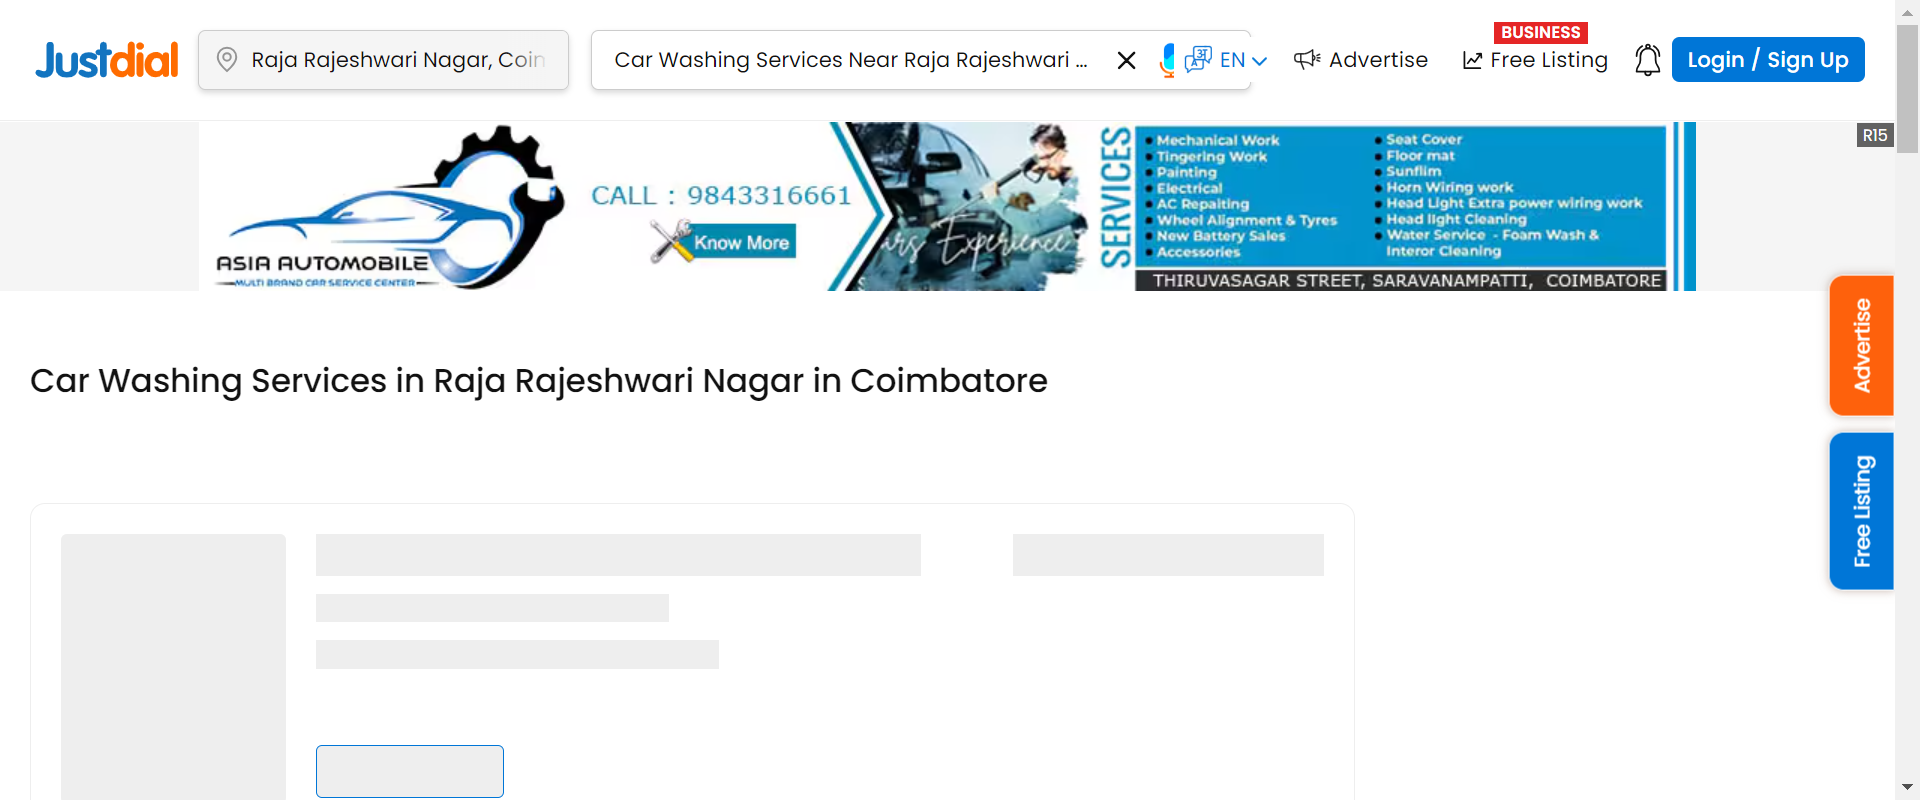 Justdial
Raja Rajeshwari Nagar, Coin
Car Washing Services Near Raja Rajeshwari ...
EN
Advertise
BUSINESS
Free Listing
Login / Sign Up
R15
ASIA AUTOMOBILE
MULTI BRAND CAR SERVICE CENTER
CALL : 9843316661
Know More
ars Experience
SERVICES
Mechanical Work
Tingering Work
Painting
Electrical
AC Repaiting
Wheel Alignment & Tyres
New Battery Sales
Accessories
Seat Cover
Floor mat
Sunflim
Horn Wiring work
Head Light Extra power wiring work
Head light Cleaning
Water Service - Foam Wash &
Interor Cleaning
THIRUVASAGAR STREET, SARAVANAMPATTI, COIMBATORE
Car Washing Services in Raja Rajeshwari Nagar in Coimbatore
Advertise
Free Listing